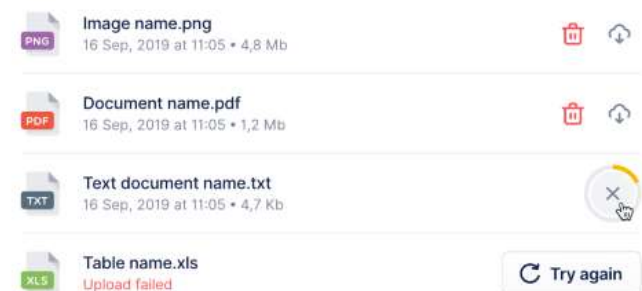 PNG
Image name.png
16 Sep, 2019 at 11:05 • 4,8 Mb
PDF
Document name.pdf
16 Sep, 2019 at 11:05 • 1,2 Mb
TXT
Text document name.txt
16 Sep, 2019 at 11:05 • 4,7 Kb
XLS
Table name.xls
Upload failed
Try again